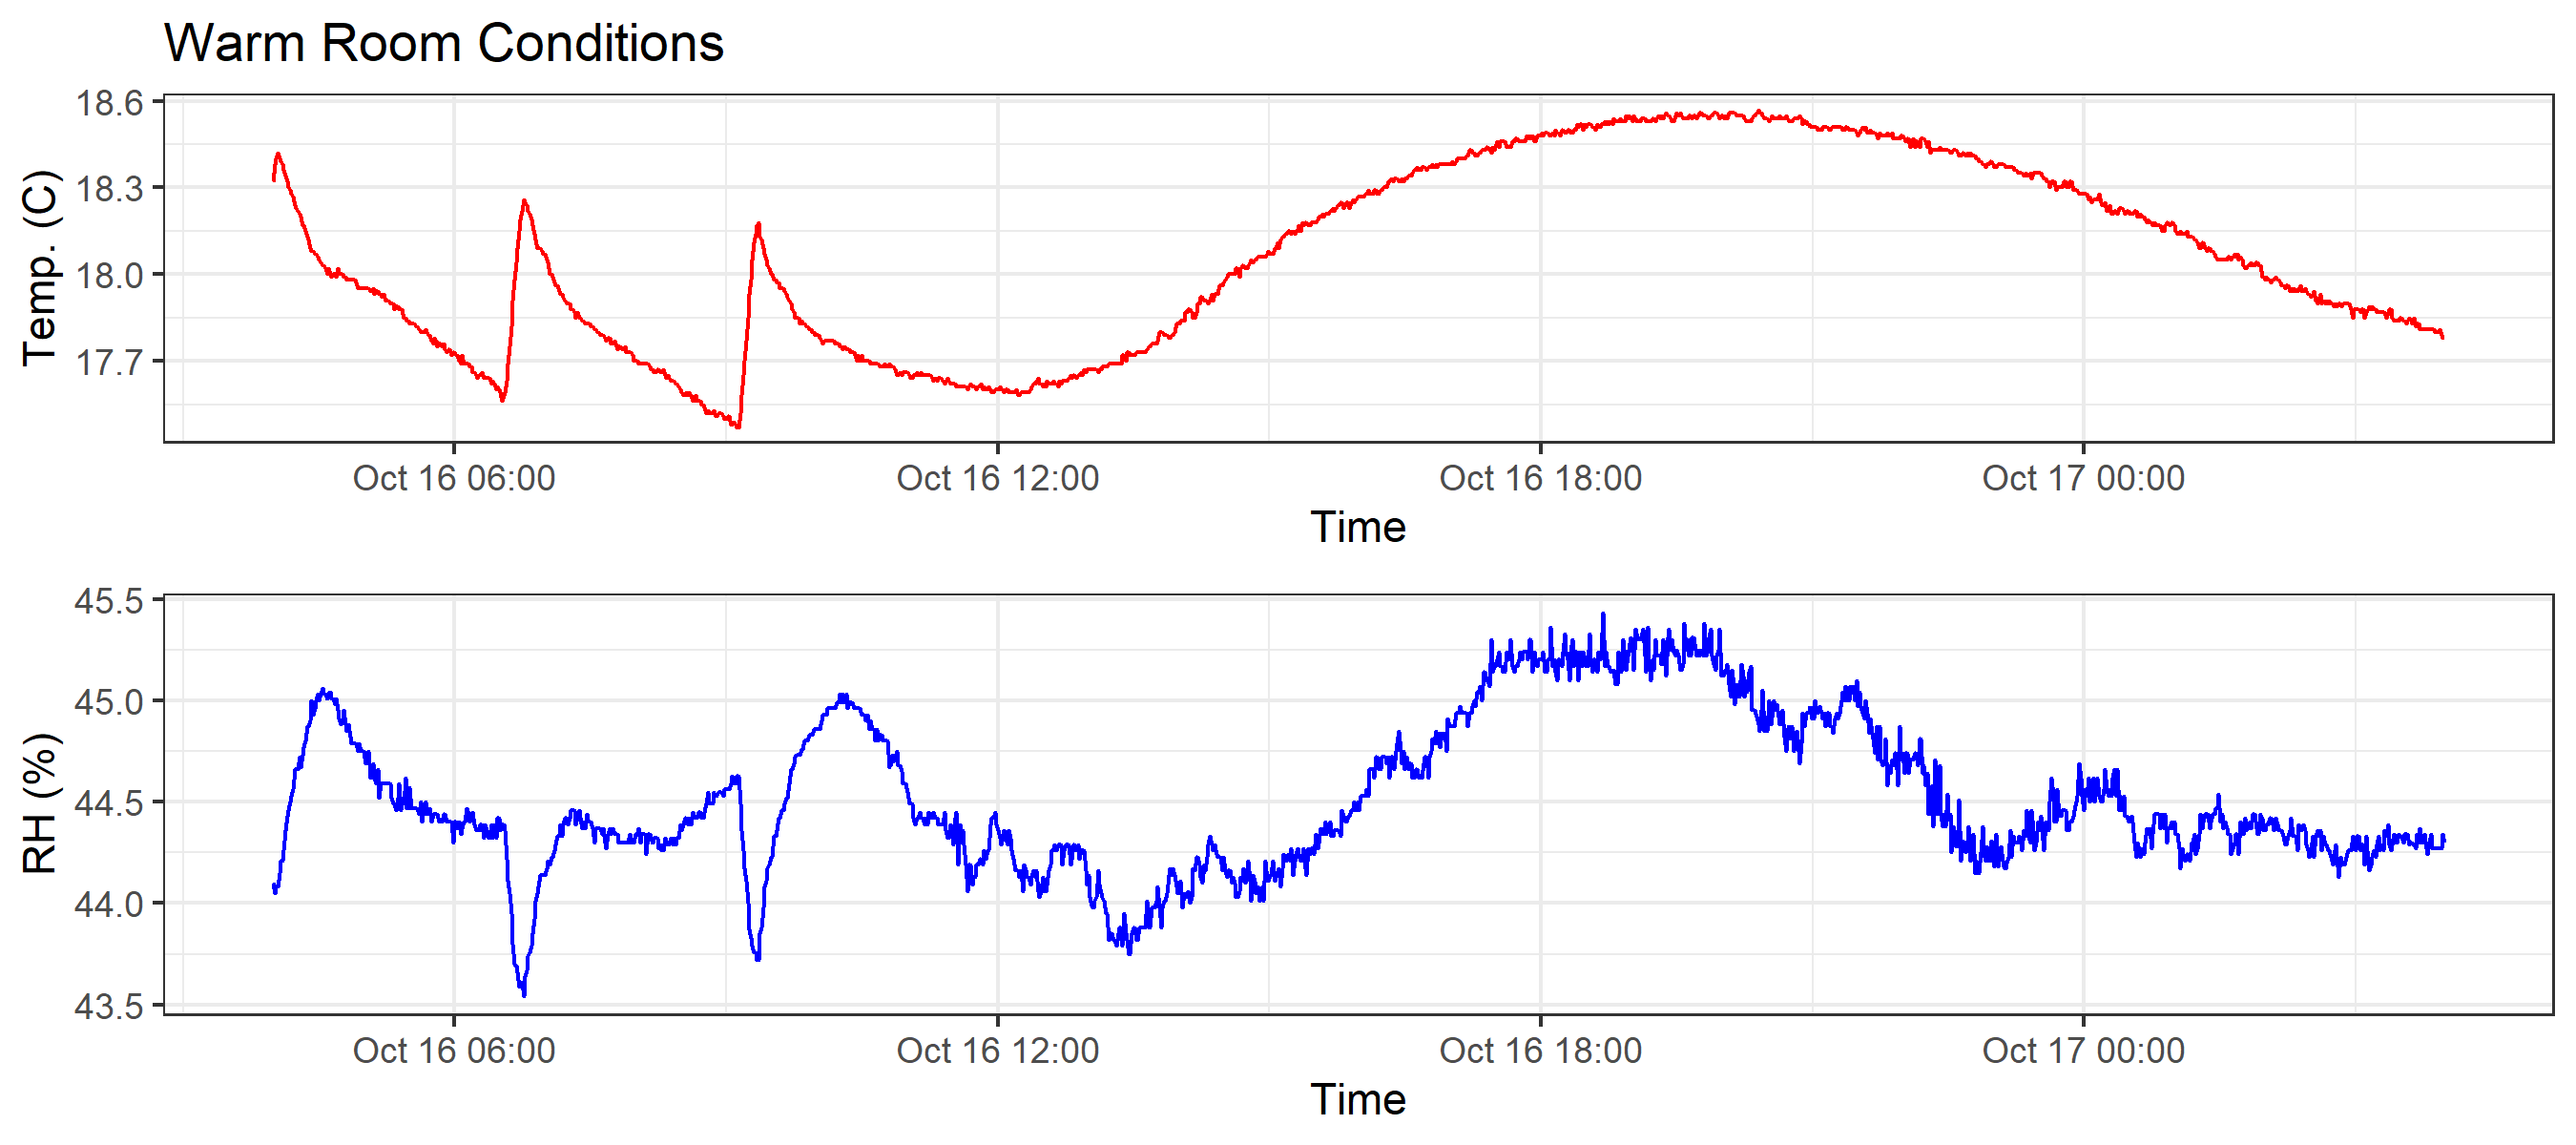 Warm Room Conditions
18.6
18.3
18.0
17.7
Temp. (C)
Oct 16 06:00 Oct 16 12:00 Oct 16 18:00 Oct 17 00:00
Time
45.5
45.0
44.5
44.0
43.5
RH (%)
Oct 16 06:00 Oct 16 12:00 Oct 16 18:00 Oct 17 00:00
Time